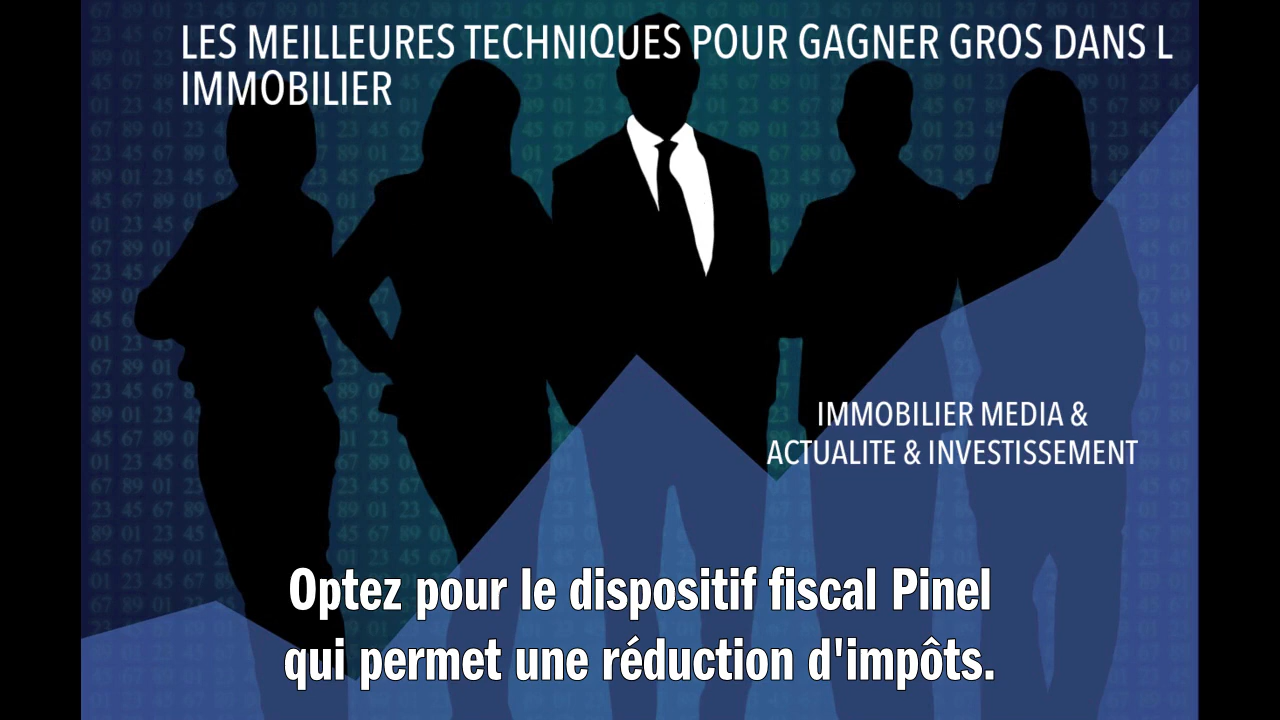 LES MEILLEURES TECHNIQUES POUR GAGNER GROS DANS L
IMMOBILIER
IMMOBILIER MEDIA &
ACTUALITE & INVESTISSEMENT
Optez pour le dispositif fiscal Pinel
qui permet une réduction d'impôts.